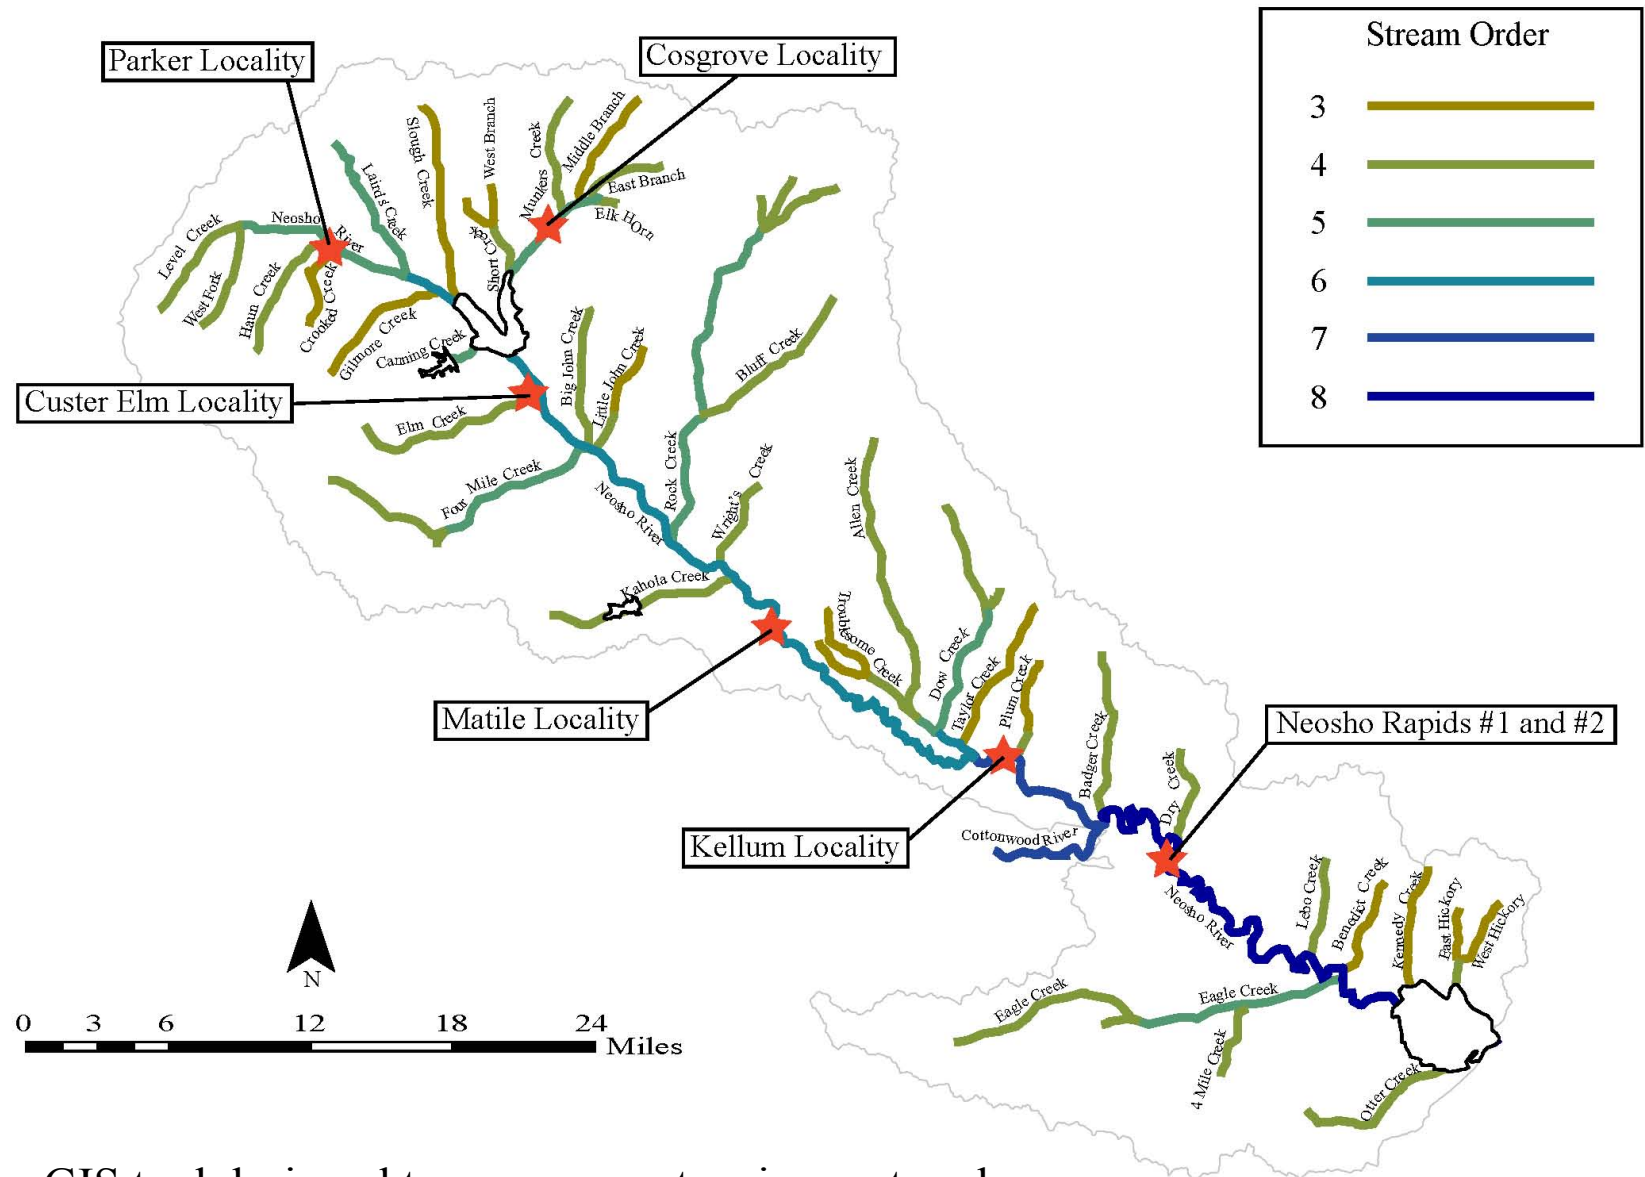 Stream Order
3
4
5
6
7
8
Parker Locality
Cosgrove Locality
Slough Creek
West Branch
Munkers Creek
Middle Branch
East Branch
Elk Horn
Lairds Creek
Level Creek
Neosho River
West Fork
Haun Creek
Crooked Creek
Gilmore Creek
Short Creek
Canning Creek
Custer Elm Locality
Elm Creek
Big John Creek
Little John Creek
Bluff Creek
Four Mile Creek
Neosho River
Rock Creek
Wright's Creek
Kahola Creek
Allen Creek
Troublesome Creek
Dow Creek
Taylor Creek
Plum Creek
Matile Locality
Neosho Rapids #1 and #2
Badger Creek
Dry Creek
Cottonwood River
Kellum Locality
Neosho River
Lebo Creek
Benedict Creek
Kennedy Creek
East Hickory
West Hickory
Eagle Creek
Eagle Creek
4 Mile Creek
Otter Creek
N
0 3 6 12 18 24
Miles